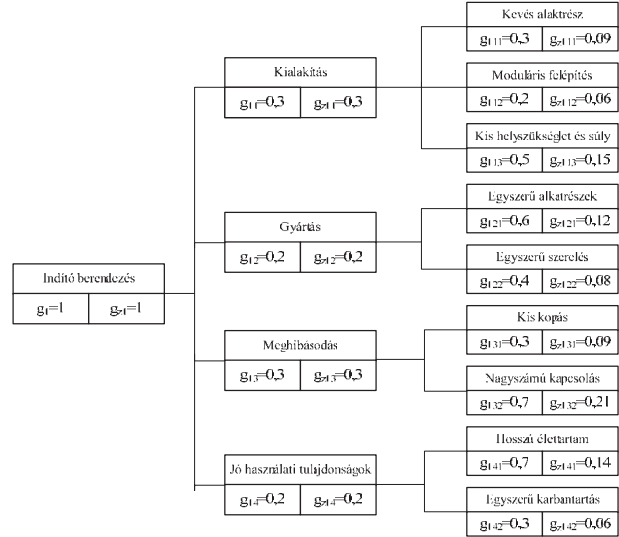 Kevés alaktrész
g111=0,3 gz111=0,09
Kialakítás
g11=0,3 gz11=0,3
Moduláris felépítés
g112=0,2 gz112=0,06
Kis helyszükséglet és súly
g113=0,5 gz113=0,15
Gyártás
g12=0,2 gz12=0,2
Egyszerű alkatrészek
g121=0,6 gz121=0,12
Egyszerű szerelés
g122=0,4 gz122=0,08
Indító berendezés
g1=1 gz1=1
Meghibásodás
g13=0,3 gz13=0,3
Kis kopás
g131=0,3 gz131=0,09
Nagyszámú kapcsolás
g132=0,7 gz132=0,21
Jó használati tulajdonságok
g14=0,2 gz14=0,2
Hosszú élettartam
g141=0,7 gz141=0,14
Egyszerű karbantartás
g142=0,3 gz142=0,06